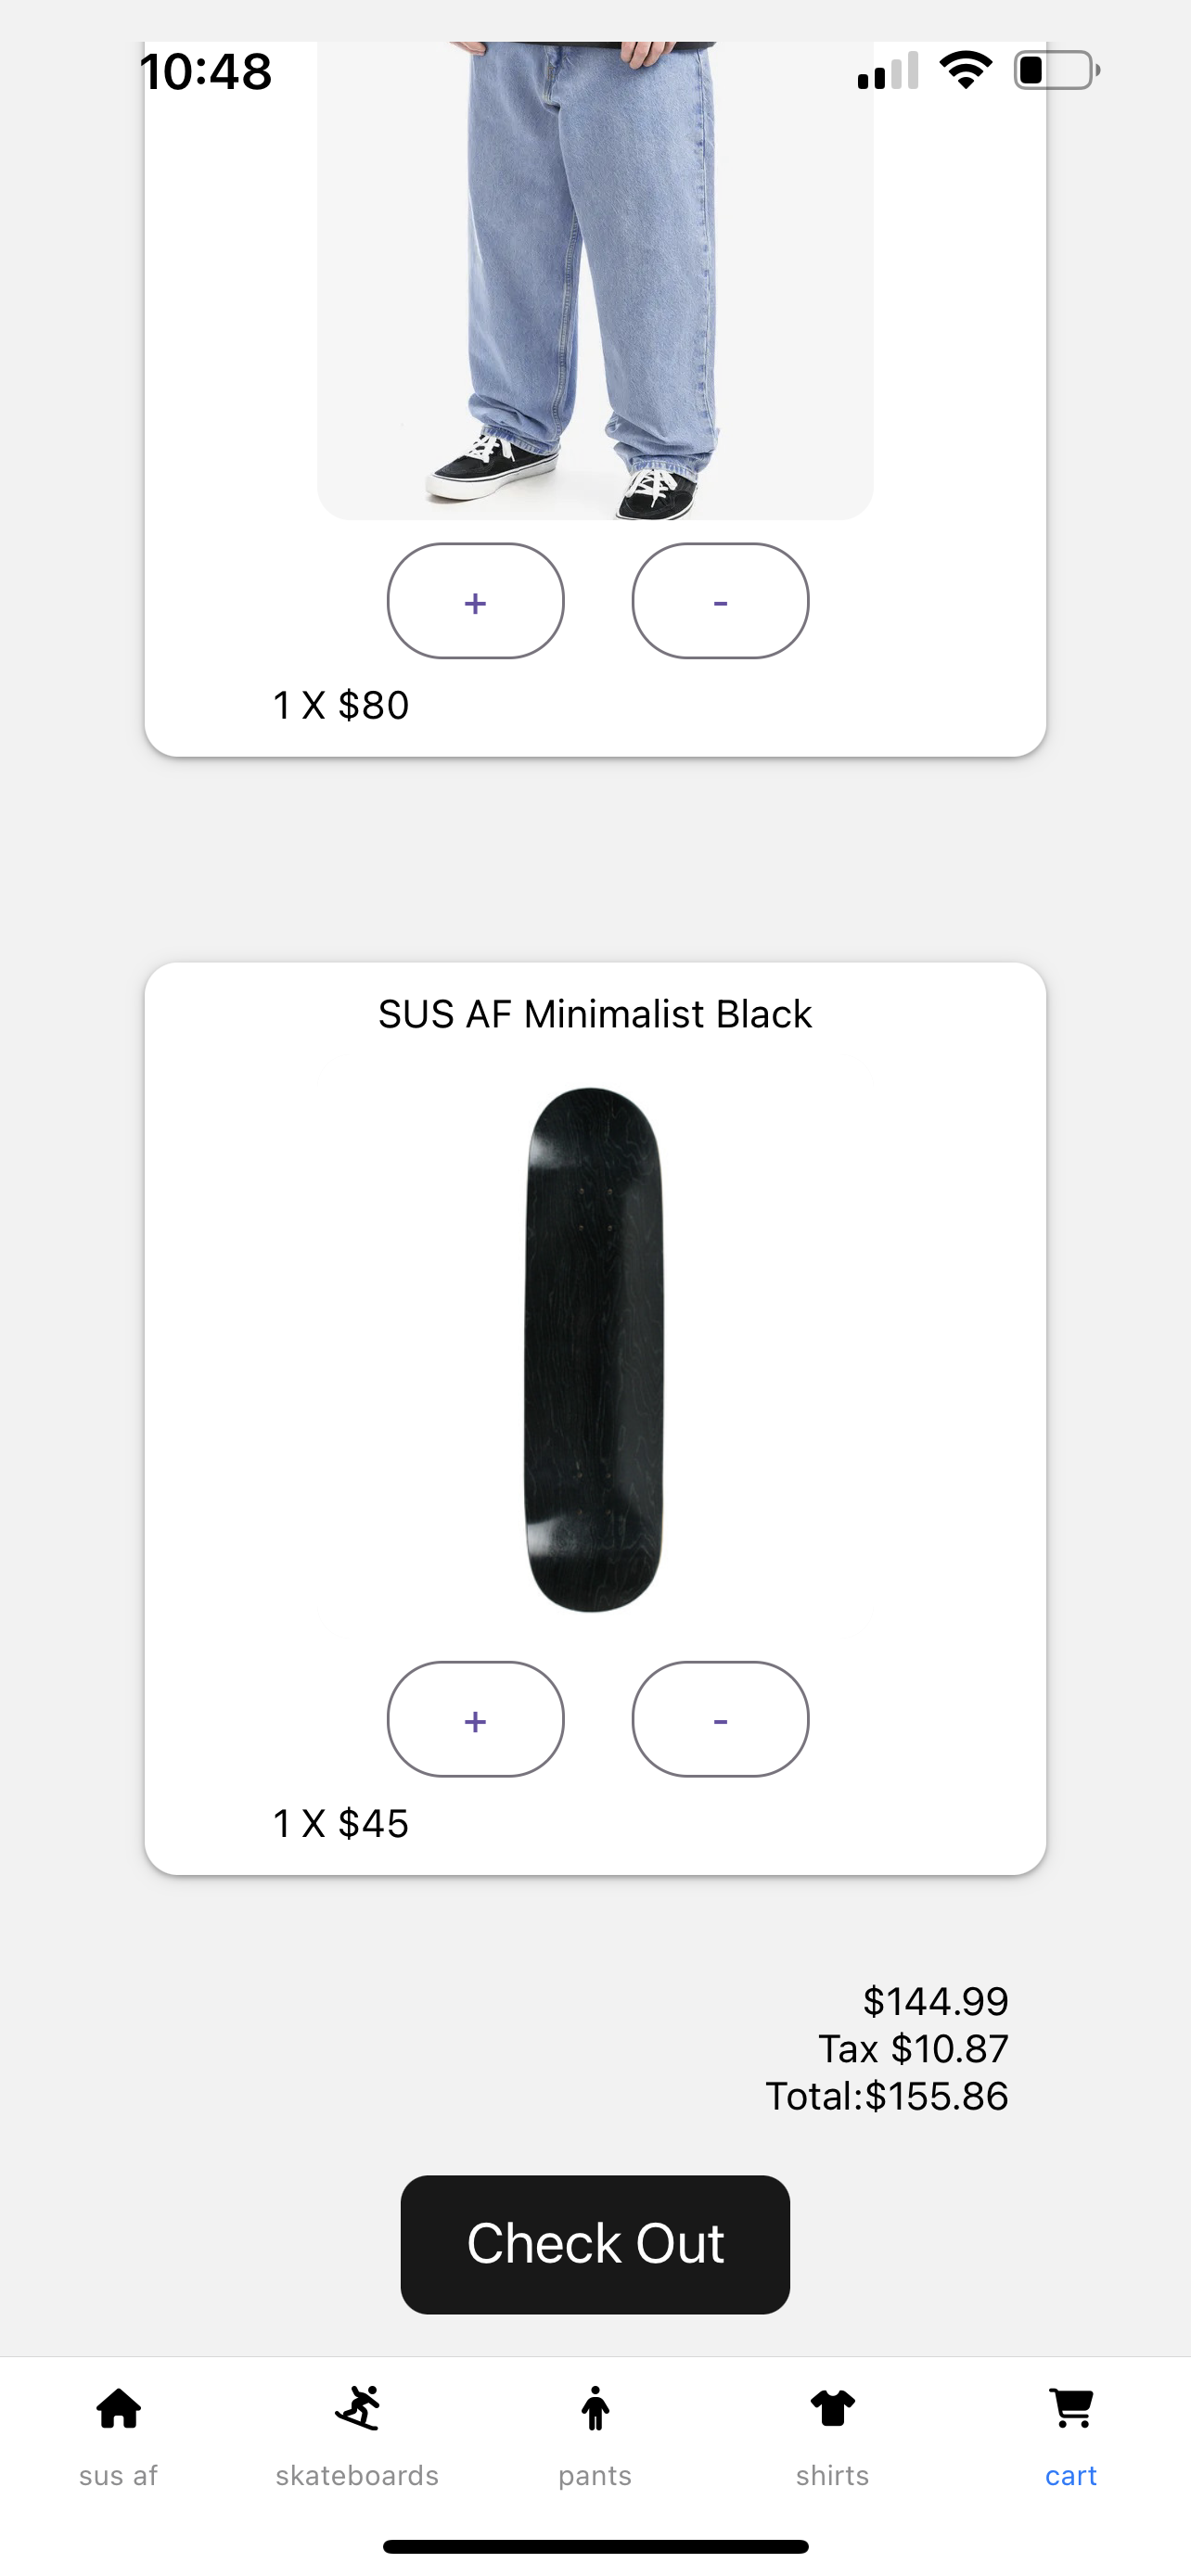 10:48
+ -
1 X $80
SUS AF Minimalist Black
+ -
1 X $45
$144.99
Tax $10.87
Total:$155.86
Check Out
sus af skateboards pants shirts cart